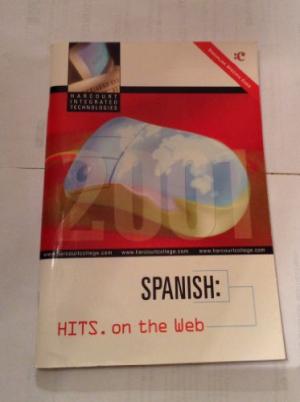 HARCOURT
INTEGRATED
TECHNOLOGIES
2001
www.harcourtcollege.com www.harcourtcollege.com www.harcourtcollege.com
SPANISH:
HITS. on the Web